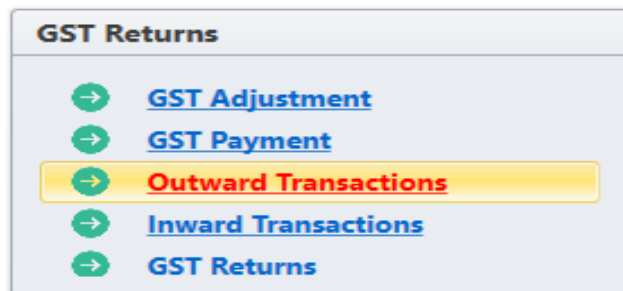 GST Returns
GST Adjustment
GST Payment
Outward Transactions
Inward Transactions
GST Returns